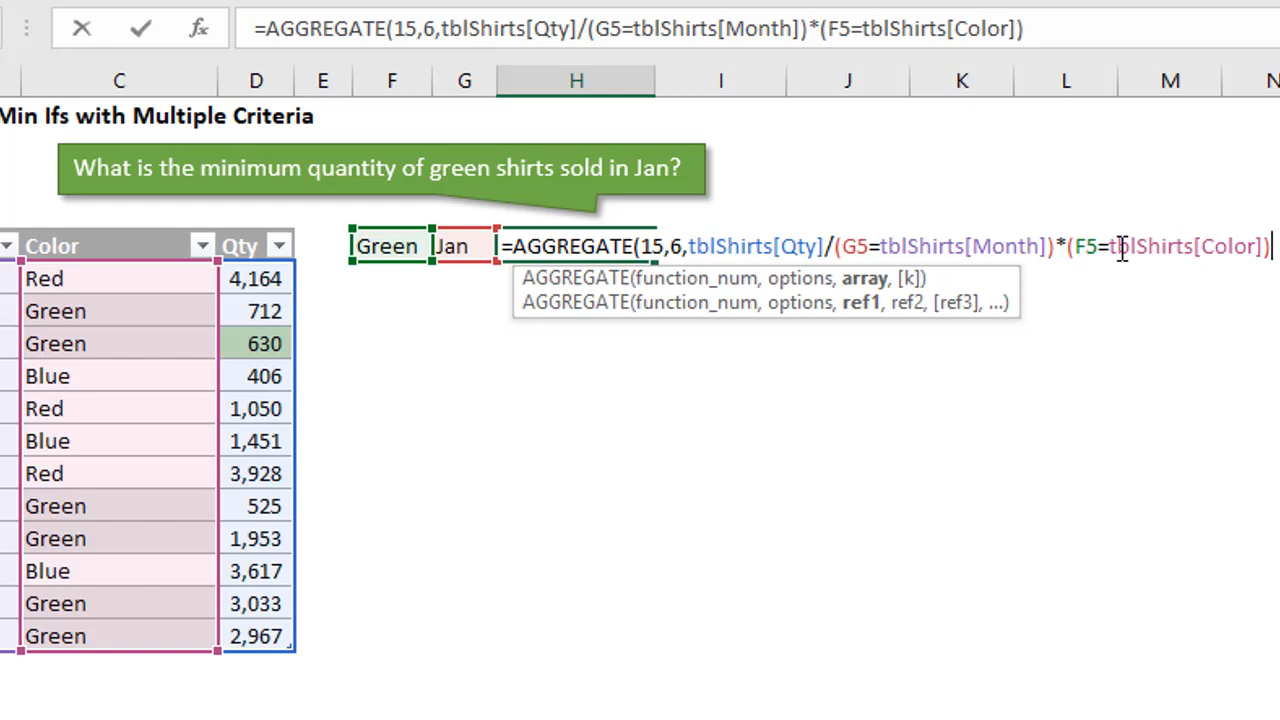 =AGGREGATE(15,6,tblShirts[Qty]/(G5=tblShirts[Month])*(F5=tblShirts[Color])
C D E F G H I J K L M N
Min Ifs with Multiple Criteria
What is the minimum quantity of green shirts sold in Jan?
Color Qty Green Jan =AGGREGATE(15,6,tblShirts[Qty]/(G5=tblShirts[Month])*(F5=tblShirts[Color])
Red 4,164 AGGREGATE(function_num, options, array, [k])
Green 712 AGGREGATE(function_num, options, ref1, ref2, [ref3], ...)
Green 630
Blue 406
Red 1,050
Blue 1,451
Red 3,928
Green 525
Green 1,953
Blue 3,617
Green 3,033
Green 2,967